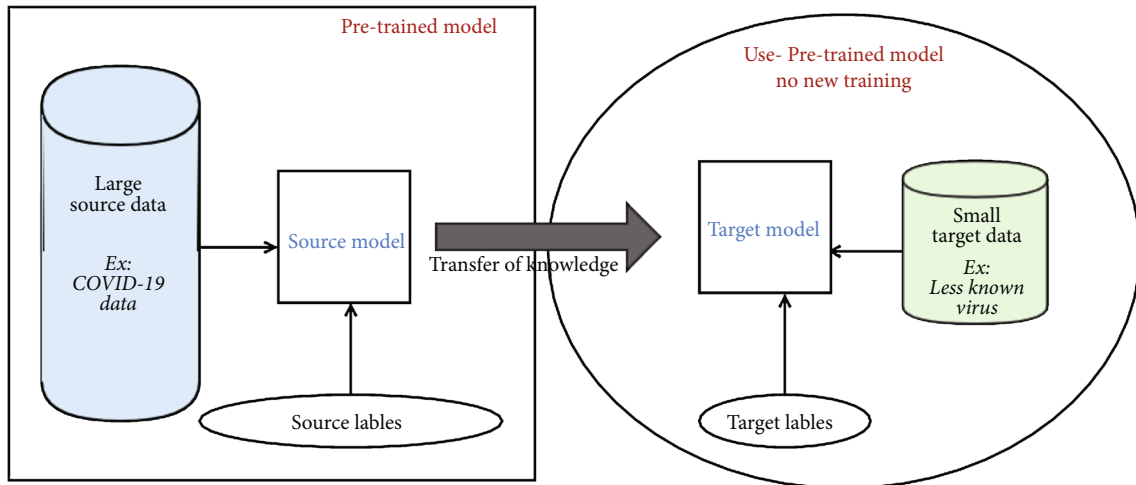 Pre-trained model
Large
source data
Ex:
COVID-19
data
Source model
Source lables
Transfer of knowledge
Use- Pre-trained model
no new training
Target model
Small
target data
Ex:
Less known
virus
Target lables